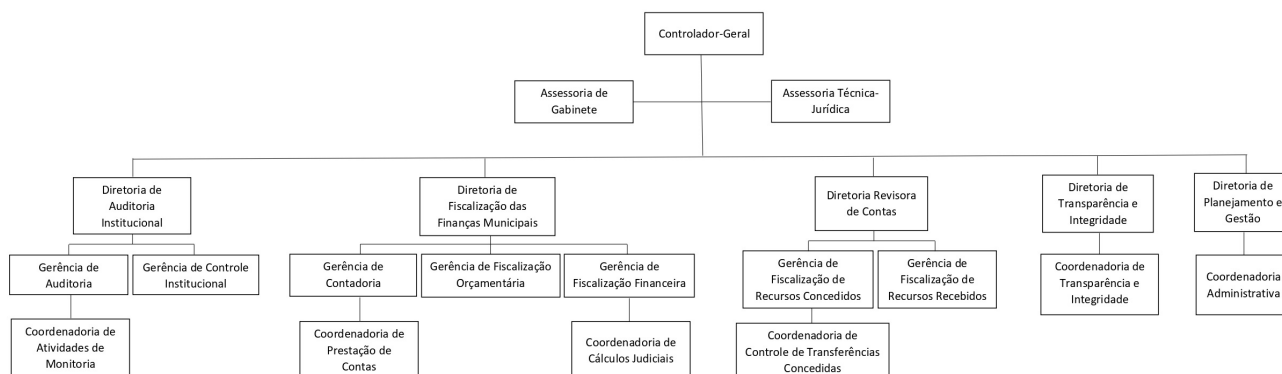 Controlador-Geral
Assessoria de
Gabinete
Assessoria Técnica-
Jurídica
Diretoria de
Auditoria
Institucional
Diretoria de
Fiscalização das
Finanças Municipais
Diretoria Revisora
de Contas
Diretoria de
Transparência e
Integridade
Diretoria de
Planejamento e
Gestão
Gerência de
Auditoria
Gerência de Controle
Institucional
Gerência de
Contadoria
Gerência de Fiscalização
Orçamentária
Gerência de
Fiscalização Financeira
Gerência de
Fiscalização de
Recursos Concedidos
Gerência de
Fiscalização de
Recursos Recebidos
Coordenadoria de
Transparência e
Integridade
Coordenadoria
Administrativa
Coordenadoria de
Atividades de
Monitoria
Coordenadoria de
Prestação de
Contas
Coordenadoria de
Cálculos Judiciais
Coordenadoria de
Controle de Transferências
Concedidas